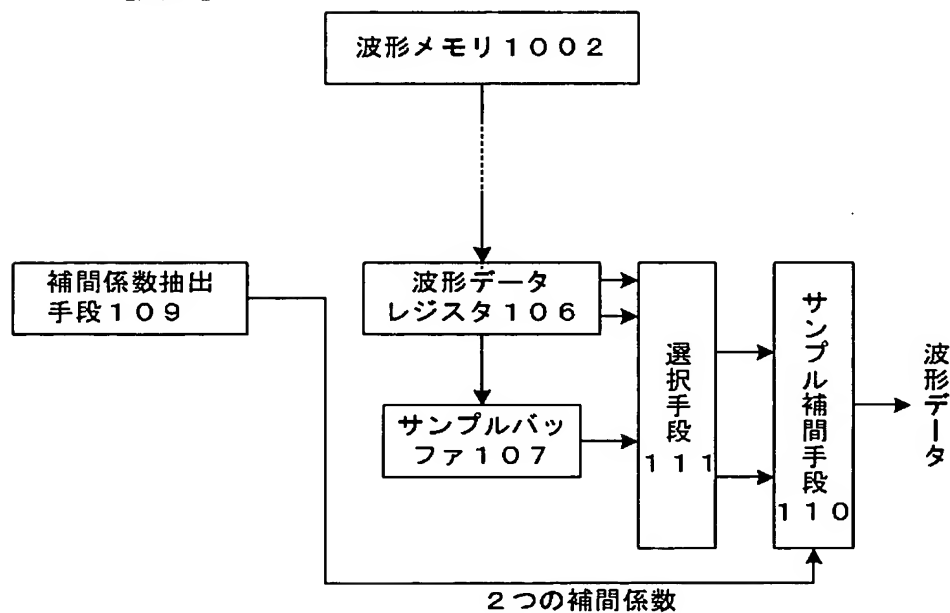 波形メモリ１００２
補間係数抽出
手段１０９
波形データ
レジスタ１０６
サンプルバッ
ファ１０７
選択手段
１１１
サンプル補間手段
１１０
波形データ
２つの補間係数